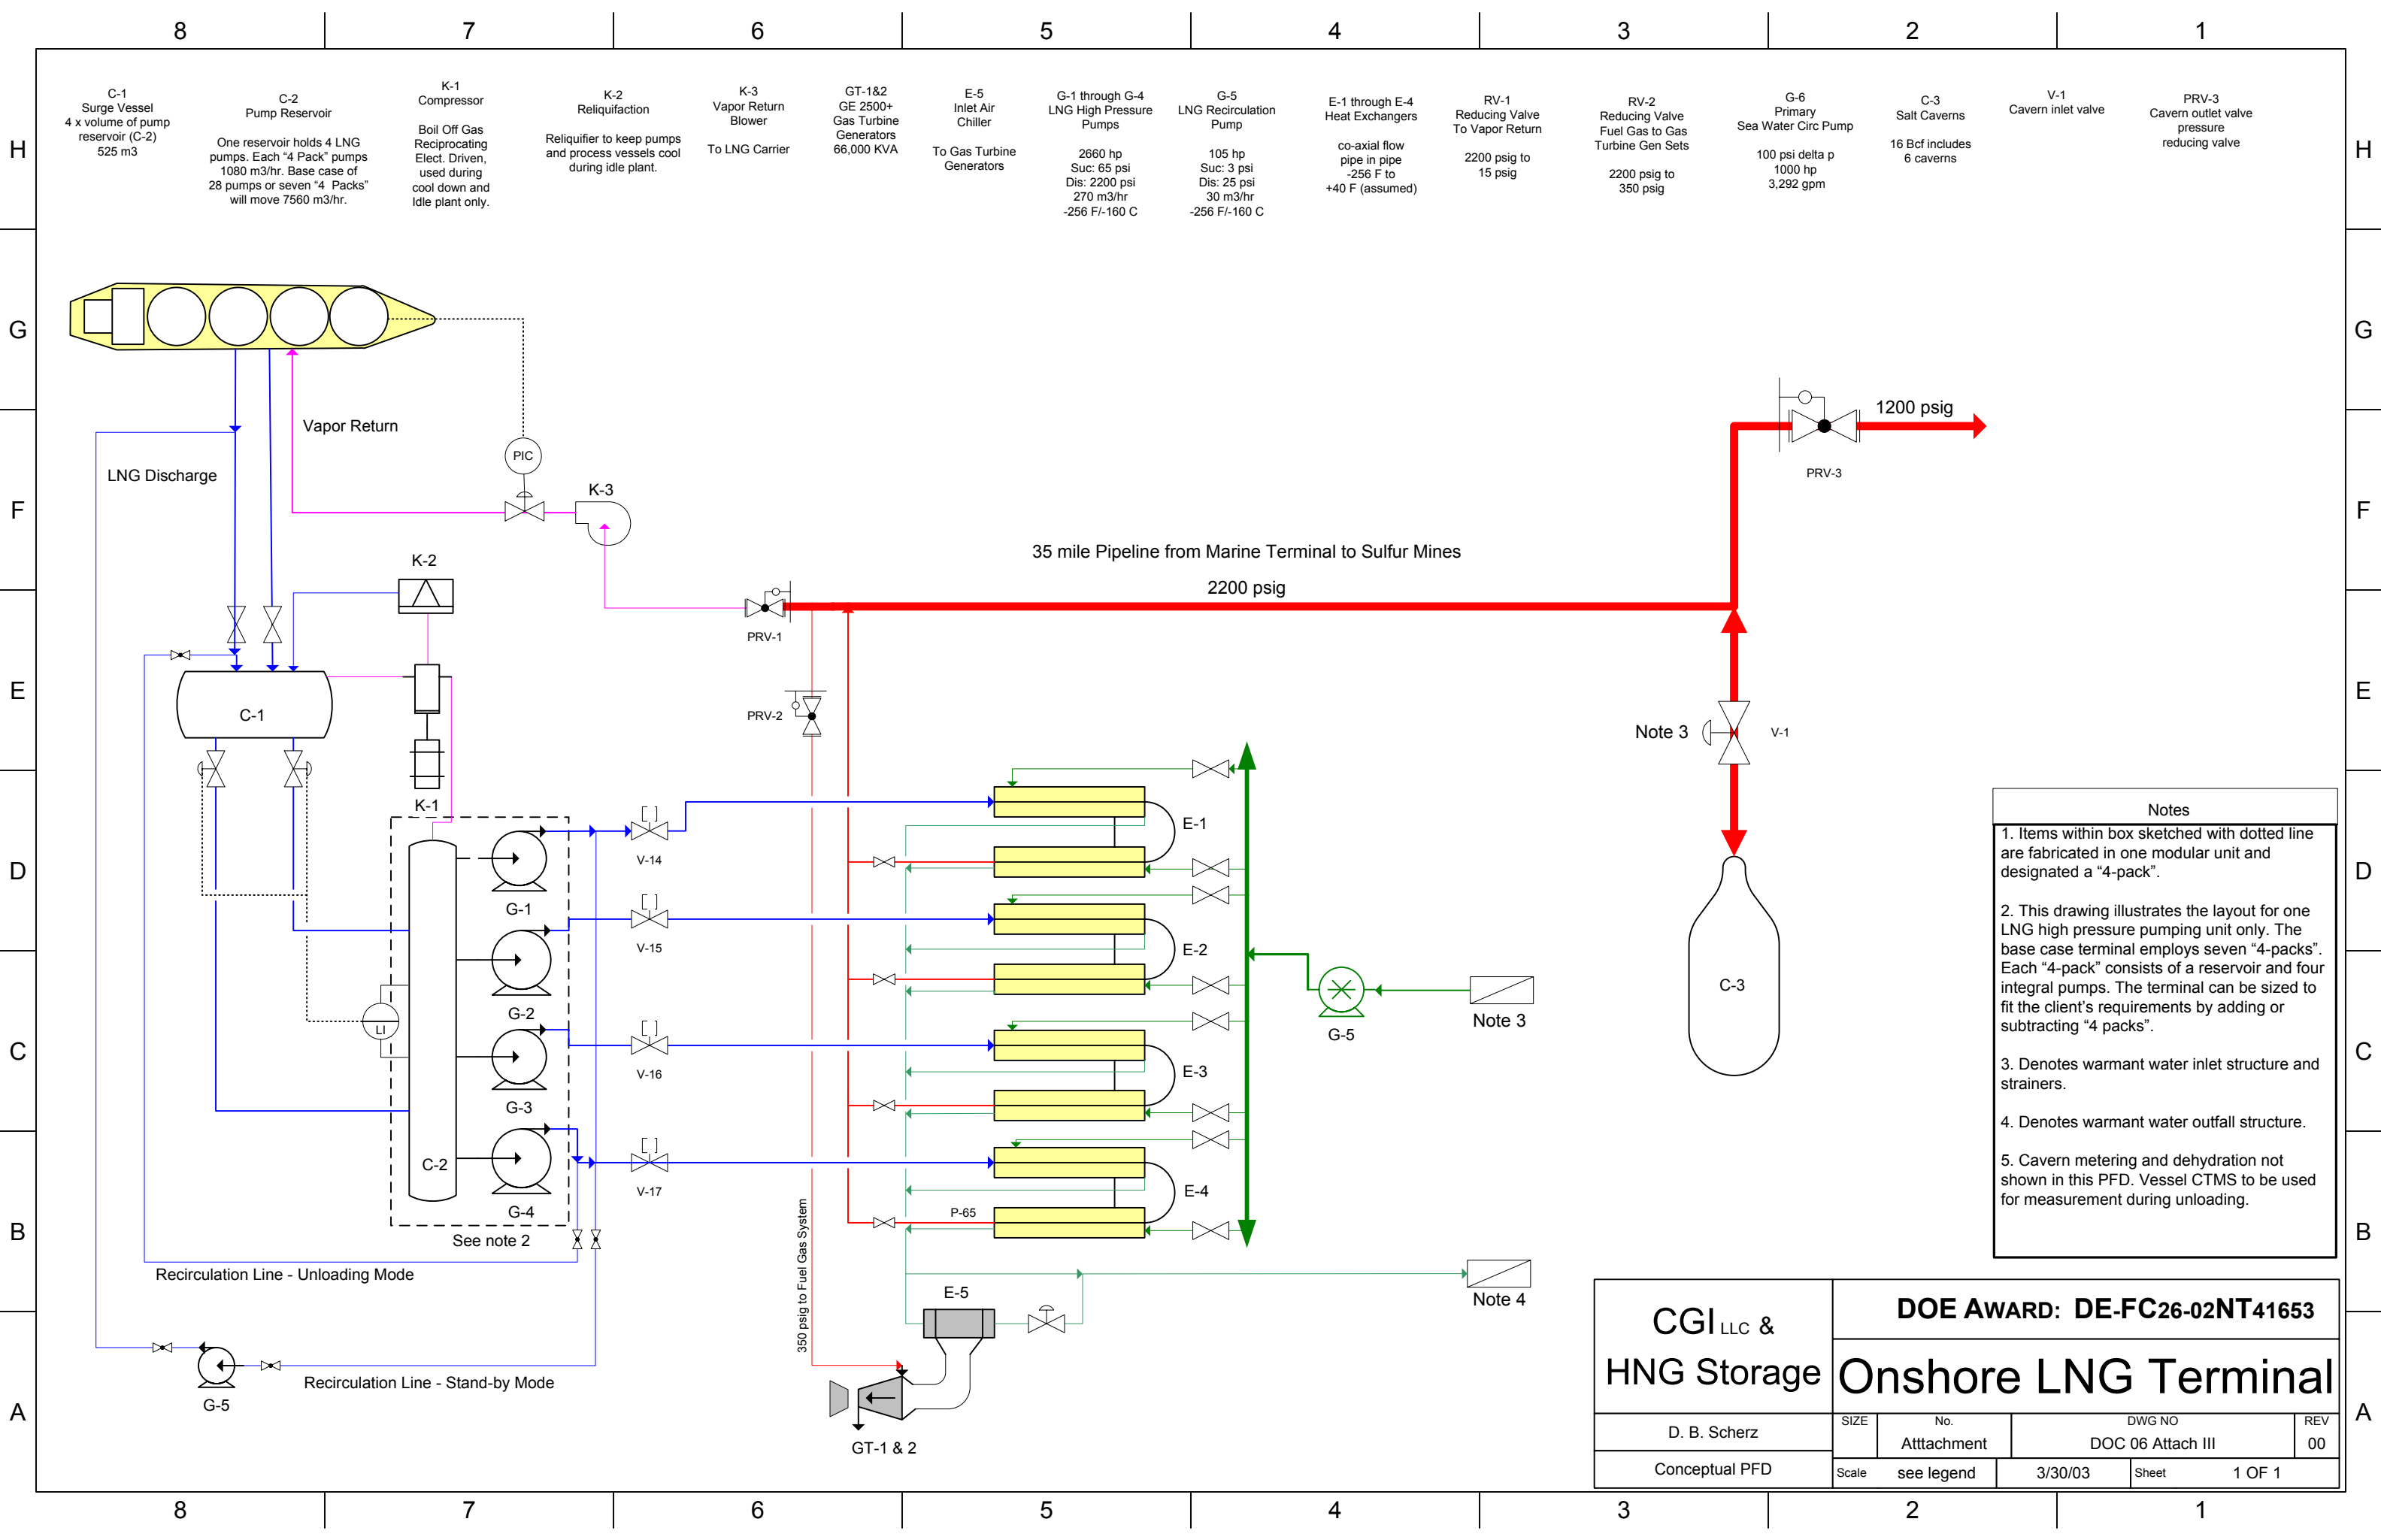 8 7 6 5 4 3 2 1
C-1
Surge Vessel
4 x volume of pump
reservoir (C-2)
525 m3
C-2
Pump Reservoir
One reservoir holds 4 LNG
pumps. Each “4 Pack” pumps
1080 m3/hr. Base case of
28 pumps or seven “4 Packs”
will move 7560 m3/hr.
K-1
Compressor
Boil Off Gas
Reciprocating
Elect. Driven,
used during
cool down and
Idle plant only.
K-2
Reliquifaction
Reliquifier to keep pumps
and process vessels cool
during idle plant.
K-3
Vapor Return
Blower
To LNG Carrier
GT-1&2
GE 2500+
Gas Turbine
Generators
66,000 KVA
E-5
Inlet Air
Chiller
To Gas Turbine
Generators
G-1 through G-4
LNG High Pressure
Pumps
2660 hp
Suc: 65 psi
Dis: 2200 psi
270 m3/hr
-256 F/-160 C
G-5
LNG Recirculation
Pump
105 hp
Suc: 3 psi
Dis: 25 psi
30 m3/hr
-256 F/-160 C
E-1 through E-4
Heat Exchangers
co-axial flow
pipe in pipe
-256 F to
+40 F (assumed)
RV-1
Reducing Valve
To Vapor Return
2200 psig to
15 psig
RV-2
Reducing Valve
Fuel Gas to Gas
Turbine Gen Sets
2200 psig to
350 psig
G-6
Primary
Sea Water Circ Pump
100 psi delta p
1000 hp
3,292 gpm
C-3
Salt Caverns
16 Bcf includes
6 caverns
V-1
Cavern inlet valve
PRV-3
Cavern outlet valve
pressure
reducing valve
H H
G G
F F
E E
D D
C C
B B
A A
Vapor Return
LNG Discharge
PIC
K-3
K-2
1200 psig
PRV-3
35 mile Pipeline from Marine Terminal to Sulfur Mines
2200 psig
PRV-1
PRV-2
C-1
K-1
Note 3
V-1
V-14
V-15
V-16
V-17
G-1
G-2
G-3
G-4
C-2
LI
See note 2
E-1
E-2
E-3
E-4
P-65
G-5
Note 3
C-3
Note 4
E-5
350 psig to Fuel Gas System
GT-1 & 2
Recirculation Line - Unloading Mode
G-5
Recirculation Line - Stand-by Mode
Notes
1. Items within box sketched with dotted line
are fabricated in one modular unit and
designated a “4-pack”.
2. This drawing illustrates the layout for one
LNG high pressure pumping unit only. The
base case terminal employs seven “4-packs”.
Each “4-pack” consists of a reservoir and four
integral pumps. The terminal can be sized to
fit the client’s requirements by adding or
subtracting “4 packs”.
3. Denotes warmant water inlet structure and
strainers.
4. Denotes warmant water outfall structure.
5. Cavern metering and dehydration not
shown in this PFD. Vessel CTMS to be used
for measurement during unloading.
CGI LLC &
HNG Storage
D. B. Scherz
Conceptual PFD
DOE AWARD: DE-FC26-02NT41653
Onshore LNG Terminal
SIZE
No.
Atttachment
DWG NO
DOC 06 Attach III
REV
00
Scale see legend
3/30/03
Sheet 1 OF 1
8 7 6 5 4 3 2 1